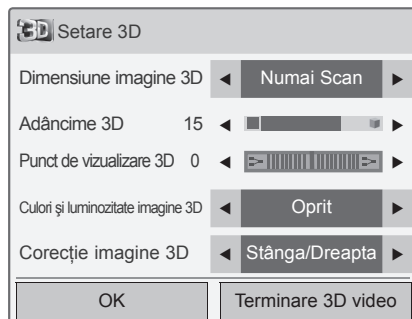 3D Setare 3D
Dimensiune imagine 3D Numai Scan
Adâncime 3D 15
Punct de vizualizare 3D 0
Culori şi luminozitate imagine 3D Oprit
Corecţie imagine 3D Stânga/Dreapta
OK Terminare 3D video